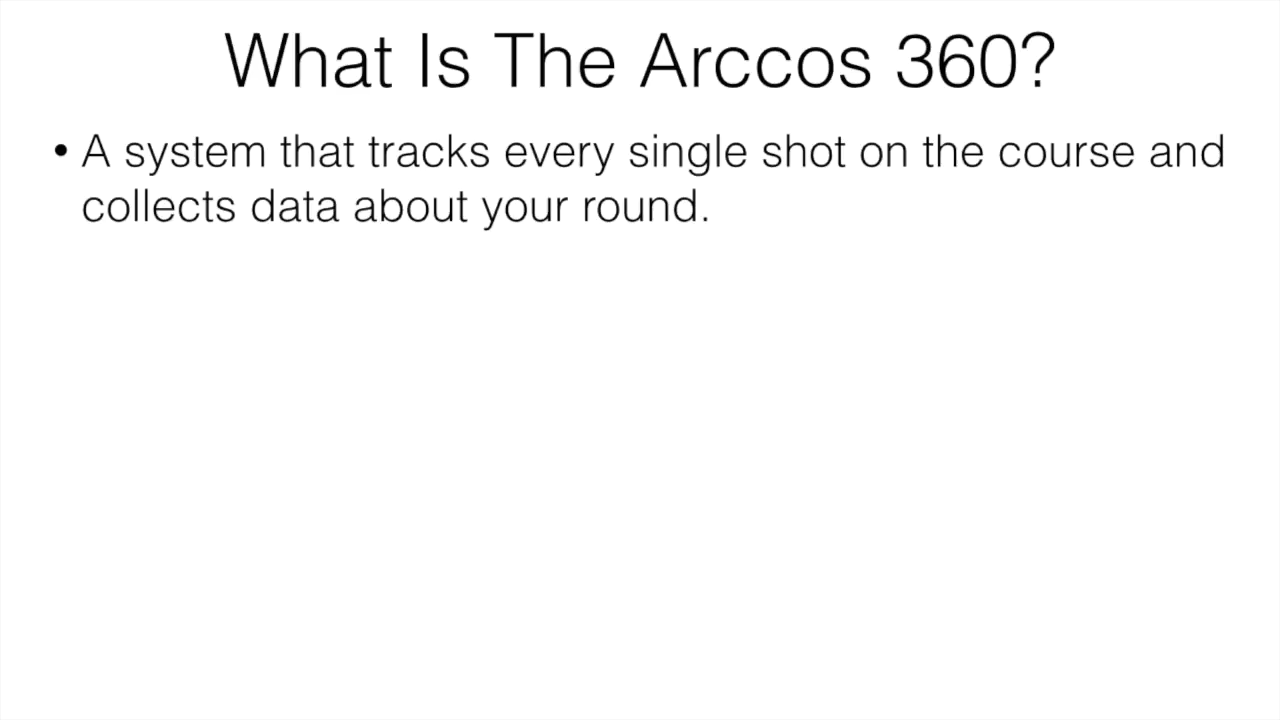 What Is The Arccos 360?
• A system that tracks every single shot on the course and
collects data about your round.